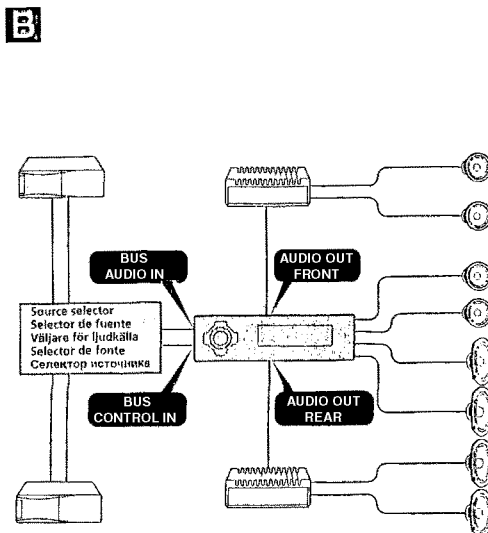 B
BUS
AUDIO IN
AUDIO OUT
FRONT
Source selector
Selector de fuente
Väljare för ljudkälla
Selector de fonte
Селектор источника
BUS
CONTROL IN
AUDIO OUT
REAR